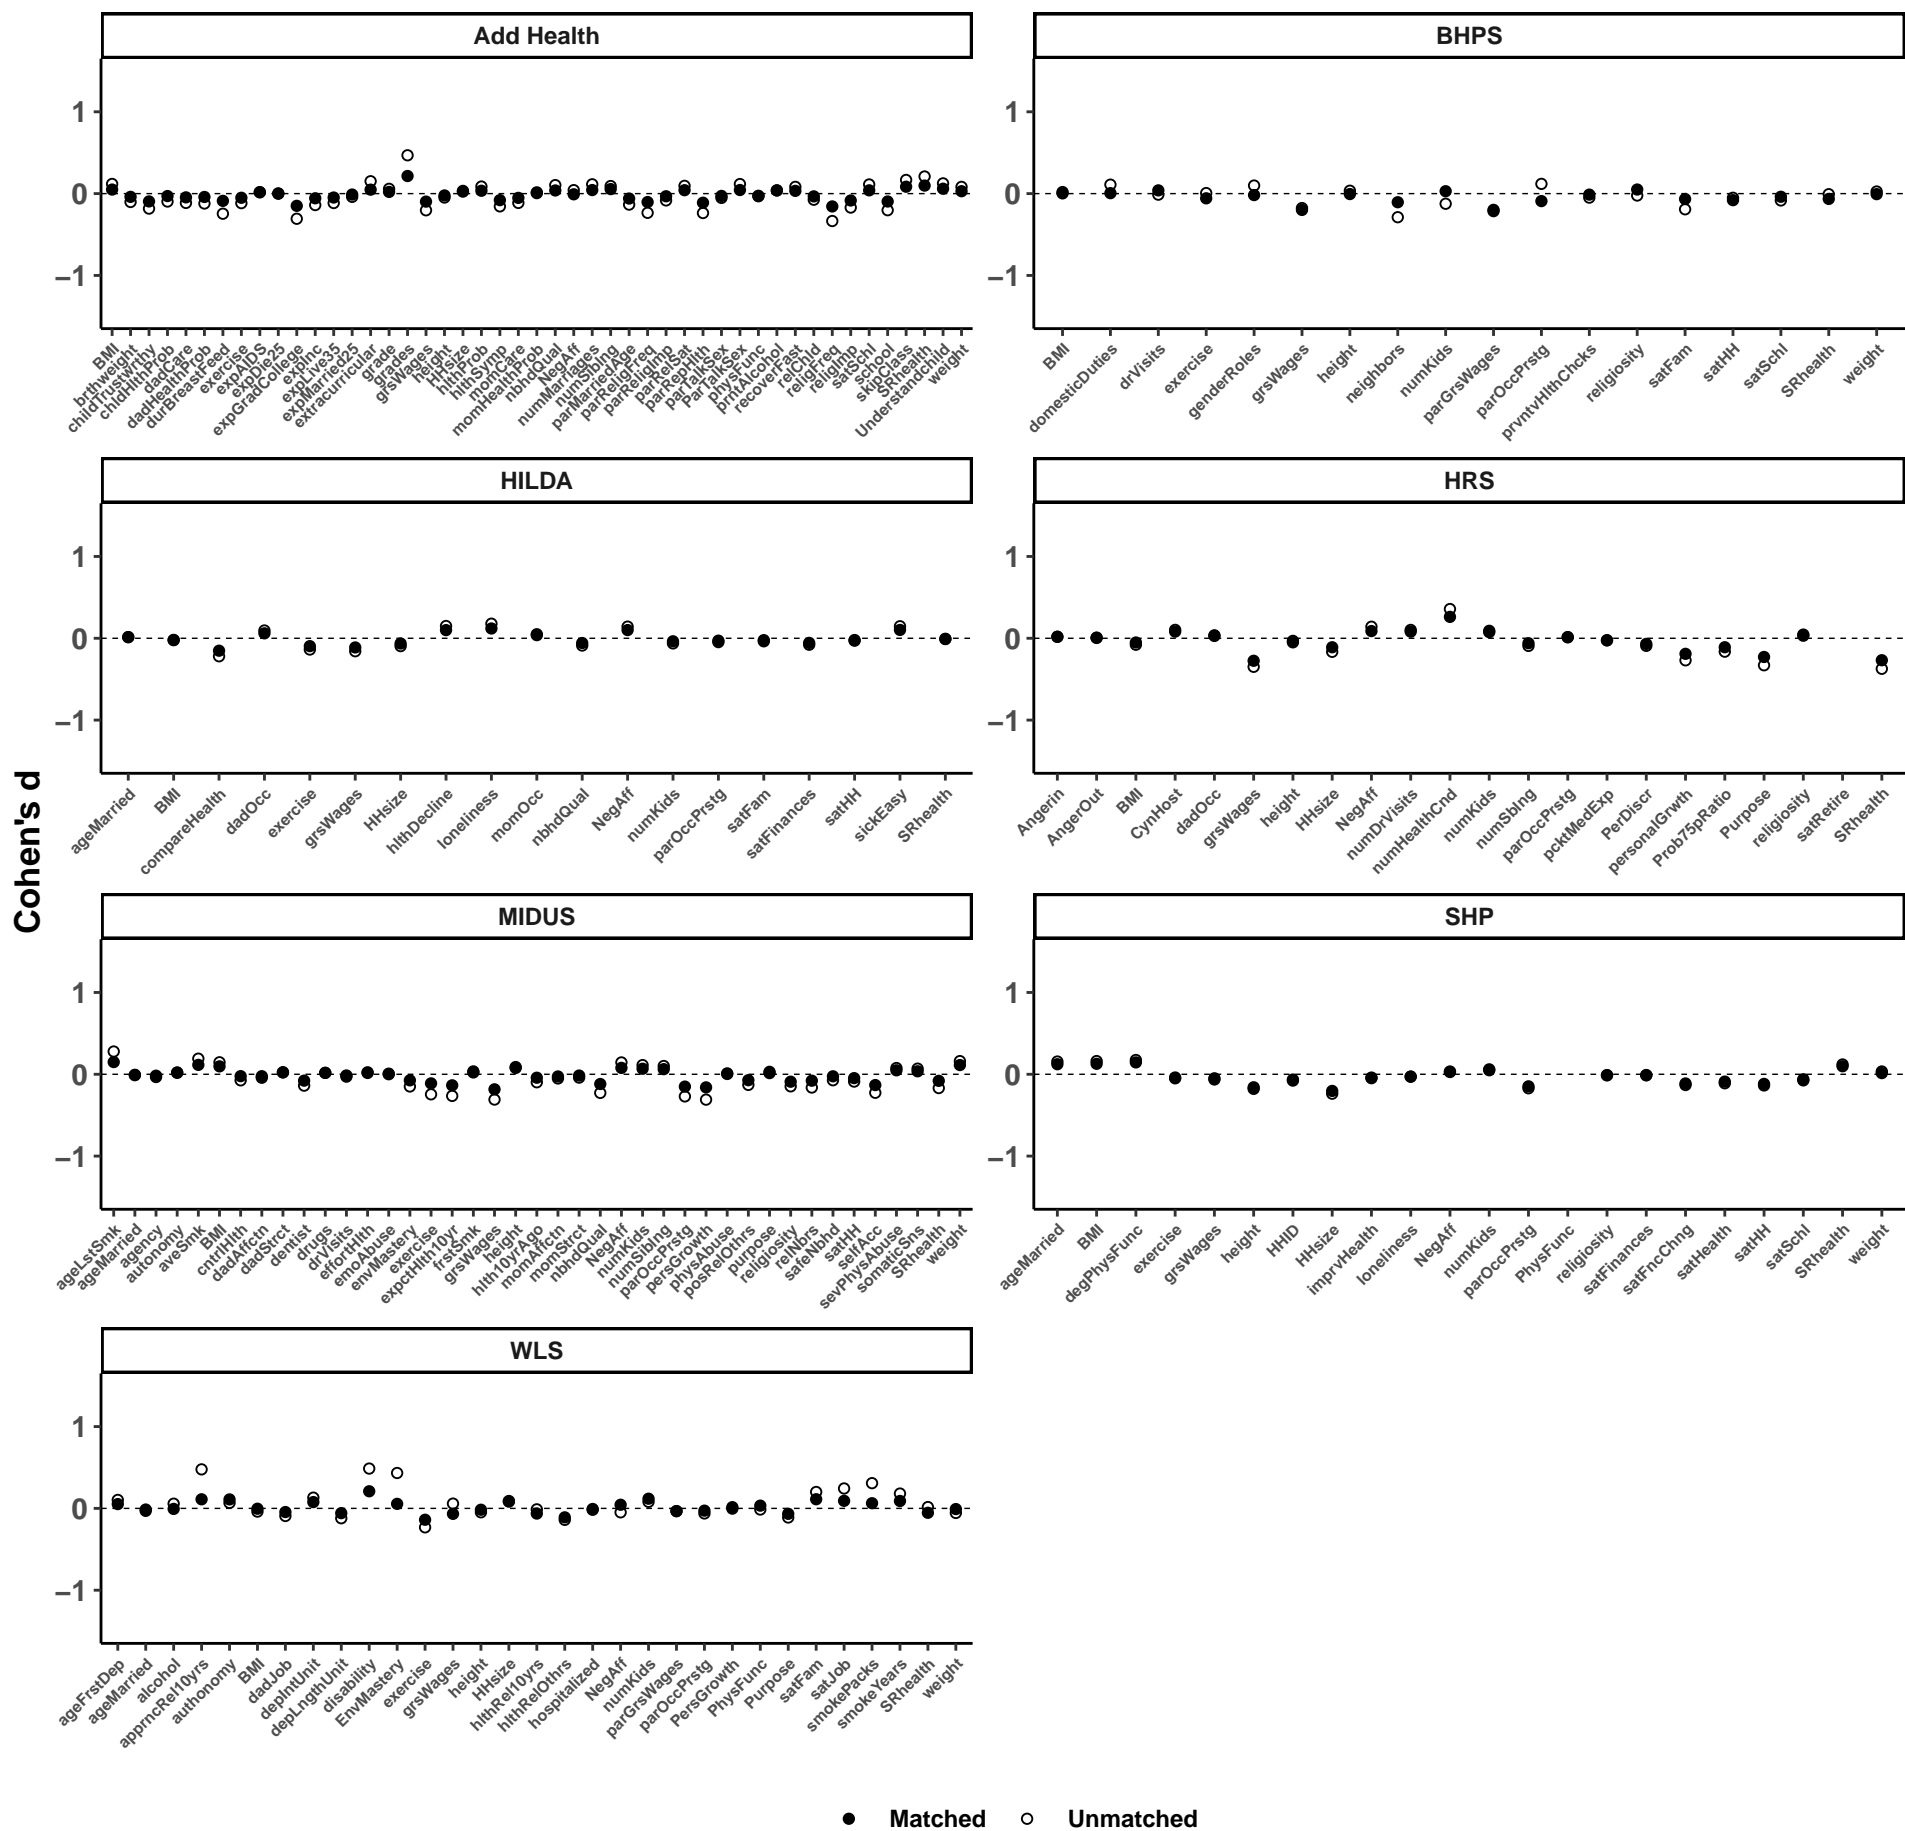 Add Health
BHPS
1
0
−1
BMI
brthweight
childTrustwrthy
chldHlthProb
dadCare
dadHealthProb
durBrastFeed
exercise
expAIDS
expDie25
expGradCollege
expInc
expLive35
expMarried25
extracurricular
grade
grades
grsWages
height
HHsize
hlthProb
hlthSymp
momCare
momHealthProb
nbhdQual
NegAff
numMarriages
numSibIng
parMarriedAge
parReligFreq
parReligImp
parRelSat
parRepHlth
parTalkSex
ParTalkSex
physFunc
prntAlcohol
recoverFast
relChld
religFreq
religImp
satSchl
school
slfupClass
SRhealth
Understandchild
weight
1
0
−1
BMI
domesticDuties
drVisits
exercise
genderRoles
grsWages
height
neighbors
numKids
parGrsWages
parOccPrstg
prvntvHlthChcks
religiosity
satFam
satHH
satSchl
SRhealth
weight
HILDA
HRS
1
0
−1
ageMarried
BMI
compareHealth
dadOcc
exercise
grsWages
HHsize
hlthDecline
loneliness
momOcc
nbhdQual
NegAff
numKids
parOccPrstg
satFam
satFinances
satHH
sickEasy
SRhealth
1
0
−1
Angerin
AngerOut
BMI
CynHost
dadOcc
grsWages
height
HHsize
NegAff
numDrVisits
numHealthCnd
numKids
numSbIng
parOccPrstg
pcktMedExp
PerDiscr
personalGrwth
Prob75pRatio
Purpose
religiosity
satRetire
SRhealth
Cohen's d
MIDUS
SHP
1
0
−1
ageLstSmk
ageMarried
agency
autonomy
aveSmk
BMI
cntrlHlth
dadAffctn
dadStrct
dentist
drugs
drVisits
effortHlth
emoAbuse
envMastery
exercise
expctHlth10yr
frstSmk
grsWages
height
hlth10yrAgo
momAffctn
momStrct
nbhdQual
NegAff
numKids
numSibIng
parOccPrstg
persGrowth
physAbuse
posRelOthrs
purpose
religiosity
relNbrs
safeNbhd
satHH
selfAcc
sevPhysAbuse
somaticSns
SRhealth
weight
1
0
−1
ageMarried
BMI
degPhysFunc
exercise
grsWages
height
HHID
HHsize
imprvHealth
loneliness
NegAff
numKids
parOccPrstg
PhysFunc
religiosity
satFinances
satFncChng
satHealth
satHH
satSchl
SRhealth
weight
WLS
1
0
−1
ageFrstDep
ageMarried
alcohol
apprncRel10yrs
authonomy
BMI
dadJob
depIntUnit
depLngthUnit
disability
EnvMastery
exercise
grsWages
height
HHsize
hlthRel10yrs
hlthRelOthrs
hospitalized
NegAff
numKids
parGrsWages
parOccPrstg
PersGrowth
PhysFunc
Purpose
satFam
satJob
smokePacks
smokeYears
SRhealth
weight
Matched
Unmatched